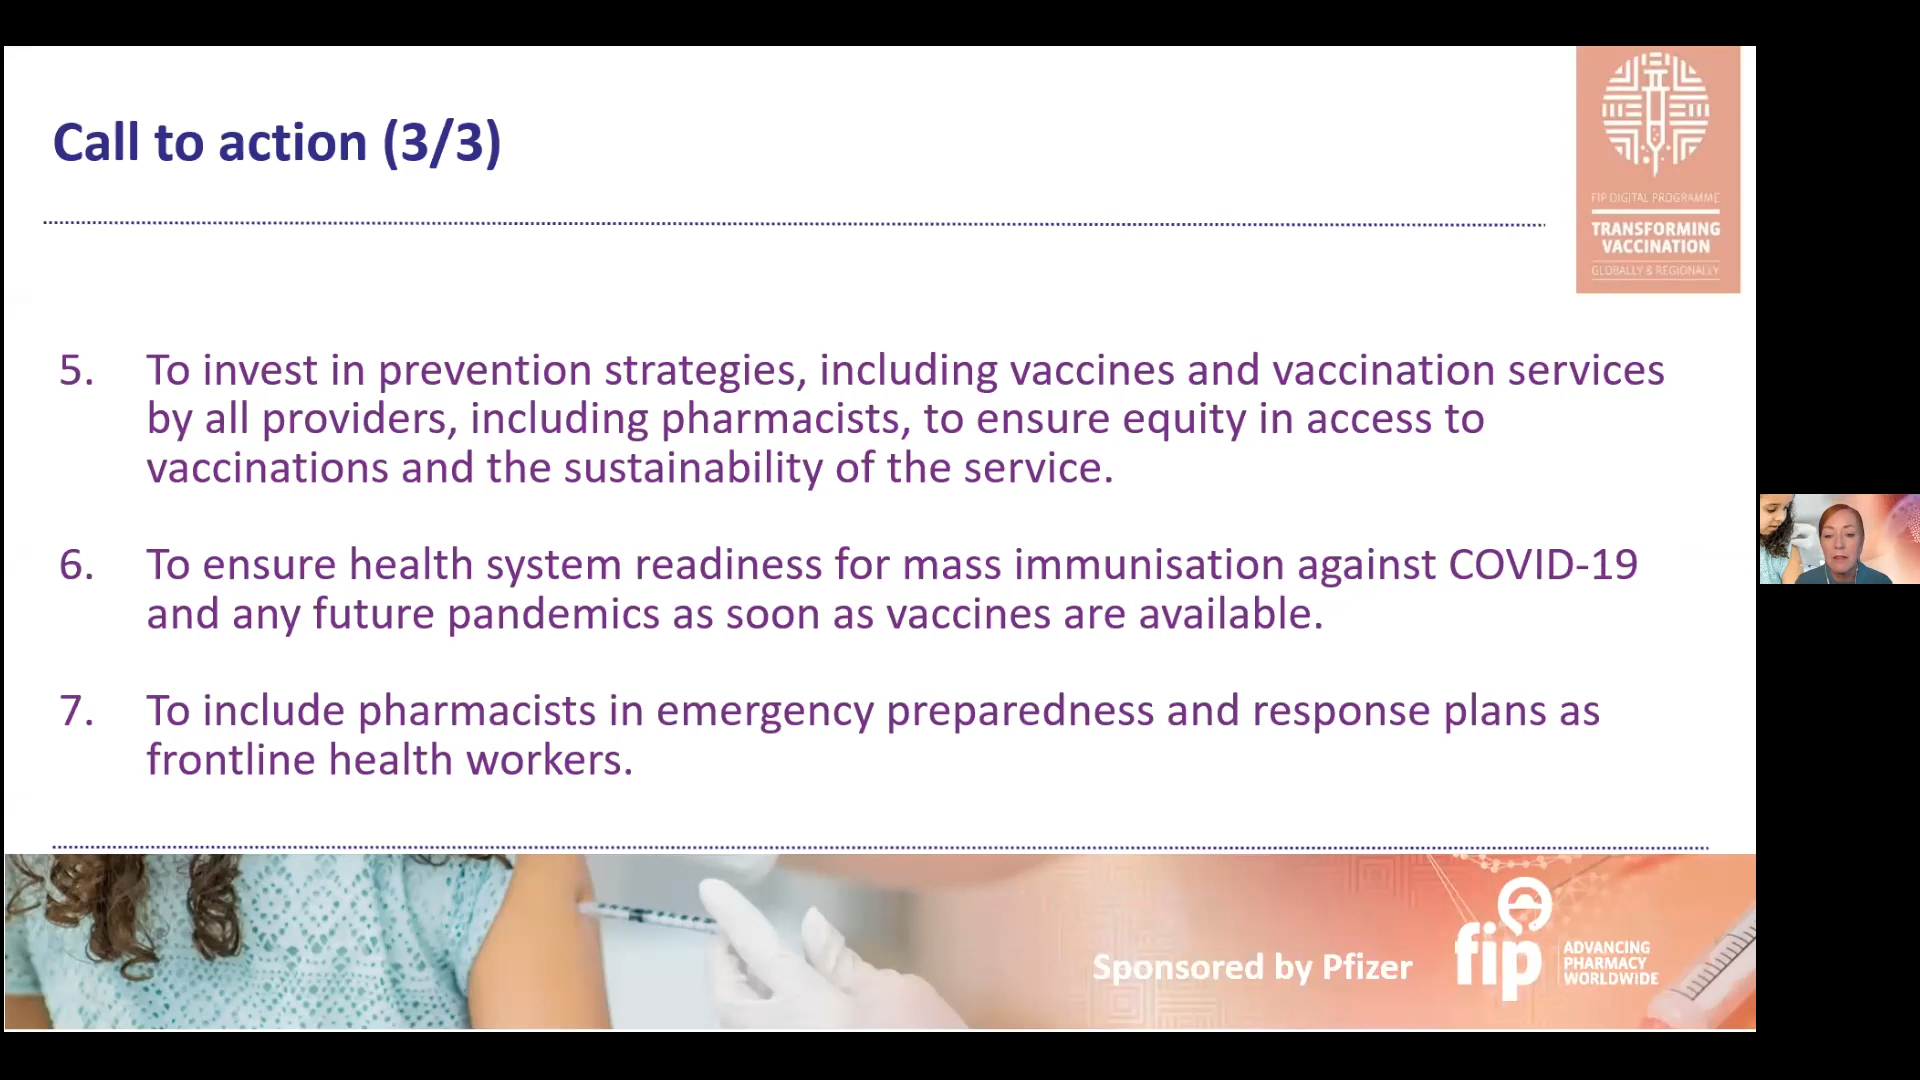 Call to action (3/3)
FIP DIGITAL PROGRAMME
TRANSFORMING
VACCINATION
GLOBALLY & REGIONALLY
5. To invest in prevention strategies, including vaccines and vaccination services
by all providers, including pharmacists, to ensure equity in access to
vaccinations and the sustainability of the service.
6. To ensure health system readiness for mass immunisation against COVID-19
and any future pandemics as soon as vaccines are available.
7. To include pharmacists in emergency preparedness and response plans as
frontline health workers.
Sponsored by Pfizer
fip
ADVANCING
PHARMACY
WORLDWIDE